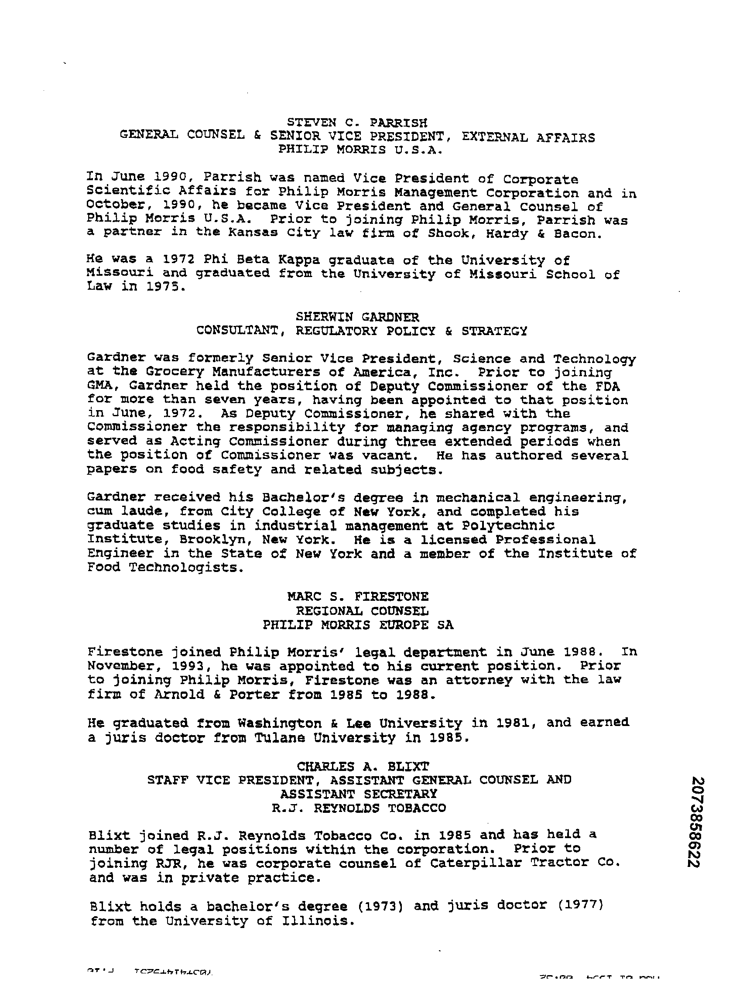 STEVEN C. PARRISH
GENERAL COUNSEL & SENIOR VICE PRESIDENT, EXTERNAL AFFAIRS
PHILIP MORRIS U.S.A.
In June 1990, Parrish was named Vice President of Corporate
Scientific Affairs for Philip Morris Management Corporation and in
October, 1990, he became Vice President and General Counsel of
Philip Morris U.S.A. Prior to joining Philip Morris, Parrish was
a partner in the Kansas City law firm of Shook, Hardy & Bacon.
He was a 1972 Phi Beta Kappa graduate of the University of
Missouri and graduated from the University of Missouri School of
Law in 1975.
SHERWIN GARDNER
CONSULTANT, REGULATORY POLICY & STRATEGY
Gardner was formerly Senior Vice President, Science and Technology
at the Grocery Manufacturers of America, Inc. Prior to joining
GMA, Gardner held the position of Deputy Commissioner of the FDA
for more than seven years, having been appointed to that position
in June, 1972. As Deputy Commissioner, he shared with the
Commissioner the responsibility for managing agency programs, and
served as Acting Commissioner during three extended periods when
the position of Commissioner was vacant. He has authored several
papers on food safety and related subjects.
Gardner received his Bachelor's degree in mechanical engineering,
cum laude, from City College of New York, and completed his
graduate studies in industrial management at Polytechnic
Institute, Brooklyn, New York. He is a licensed Professional
Engineer in the State of New York and a member of the Institute of
Food Technologists.
MARC S. FIRESTONE
REGIONAL COUNSEL
PHILIP MORRIS EUROPE SA
Firestone joined Philip Morris' legal department in June 1988. In
November, 1993, he was appointed to his current position. Prior
to joining Philip Morris, Firestone was an attorney with the law
firm of Arnold & Porter from 1985 to 1988.
He graduated from Washington & Lee University in 1981, and earned
a juris doctor from Tulane University in 1985.
CHARLES A. BLIXT
STAFF VICE PRESIDENT, ASSISTANT GENERAL COUNSEL AND
ASSISTANT SECRETARY
R.J. REYNOLDS TOBACCO
Blixt joined R.J. Reynolds Tobacco Co. in 1985 and has held a
number of legal positions within the corporation. Prior to
joining RJR, he was corporate counsel of Caterpillar Tractor Co.
and was in private practice.
Blixt holds a bachelor's degree (1973) and juris doctor (1977)
from the University of Illinois.
2073858622